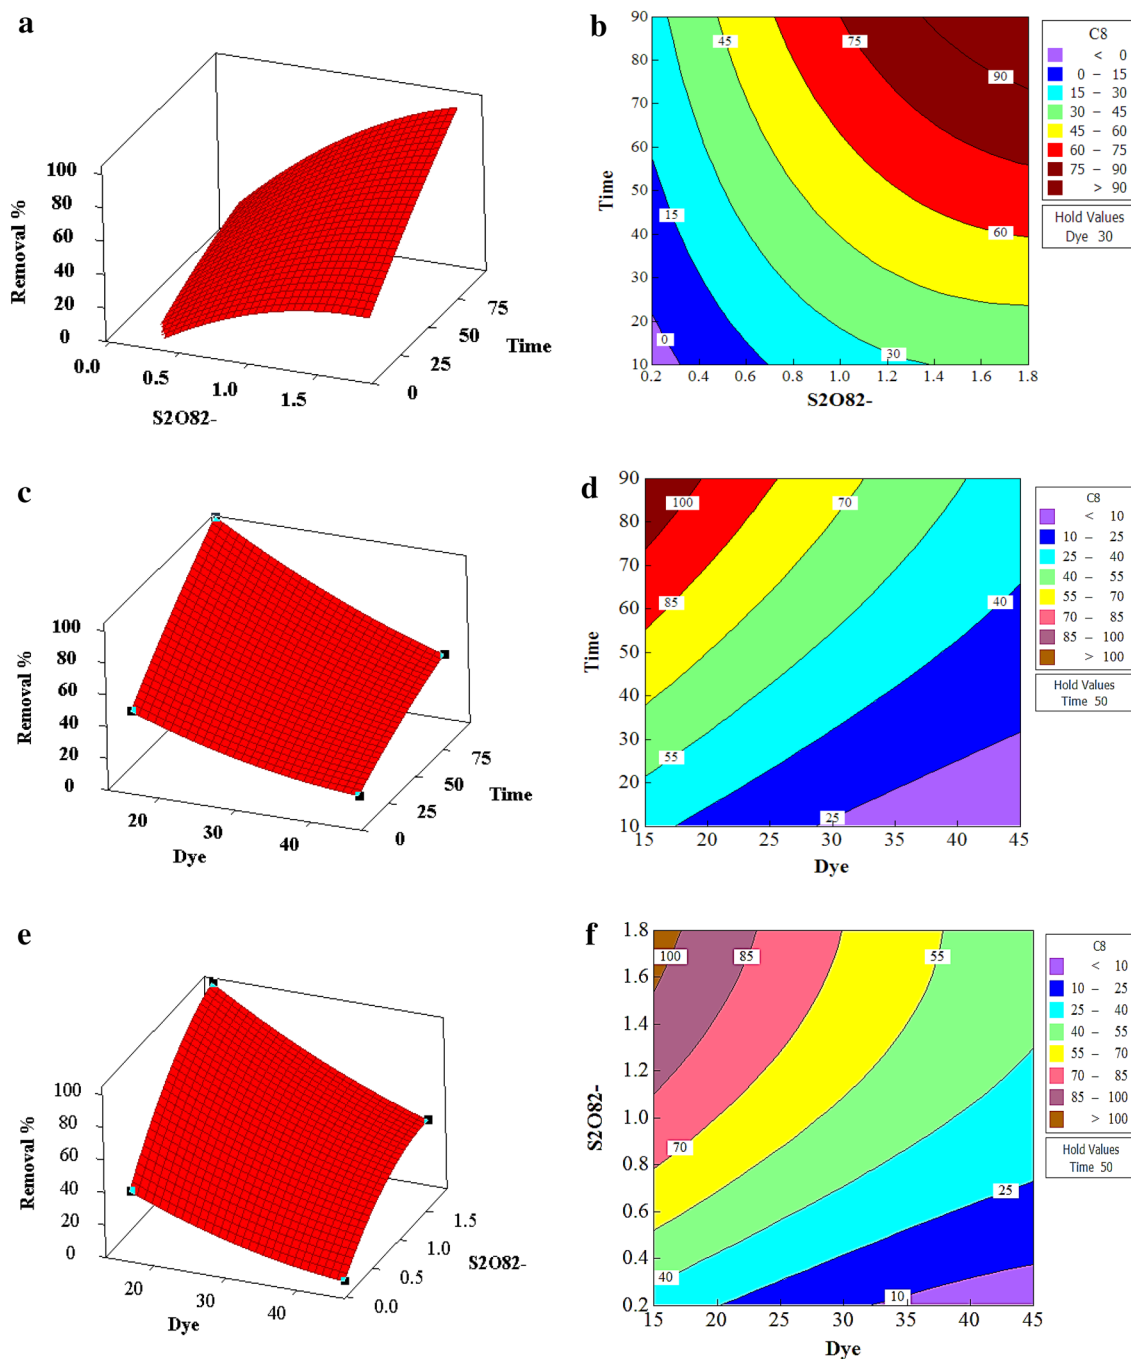 a
100
80
60
40
20
0
Removal %
0.0
0.5
1.0
1.5
S2O82-
0
25
50
75
Time
b
90
80
70
60
50
40
30
20
10
Time
0.2
0.4
0.6
0.8
1.0
1.2
1.4
1.6
1.8
S2O82-
45
75
90
15
60
0
30
C8
< 0
0 – 15
15 – 30
30 – 45
45 – 60
60 – 75
75 – 90
> 90
Hold Values
Dye 30
c
100
80
60
40
20
0
Removal %
20
30
40
Dye
0
25
50
75
Time
d
90
80
70
60
50
40
30
20
10
Time
15
20
25
30
35
40
45
Dye
100
70
85
40
55
25
C8
< 10
10 – 25
25 – 40
40 – 55
55 – 70
70 – 85
85 – 100
> 100
Hold Values
Time 50
e
100
80
60
40
20
0
Removal %
20
30
40
Dye
0.0
0.5
1.0
1.5
S2O82-
f
1.8
1.6
1.4
1.2
1.0
0.8
0.6
0.4
0.2
S2O82-
15
20
25
30
35
40
45
Dye
100
85
55
70
25
40
10
C8
< 10
10 – 25
25 – 40
40 – 55
55 – 70
70 – 85
85 – 100
> 100
Hold Values
Time 50